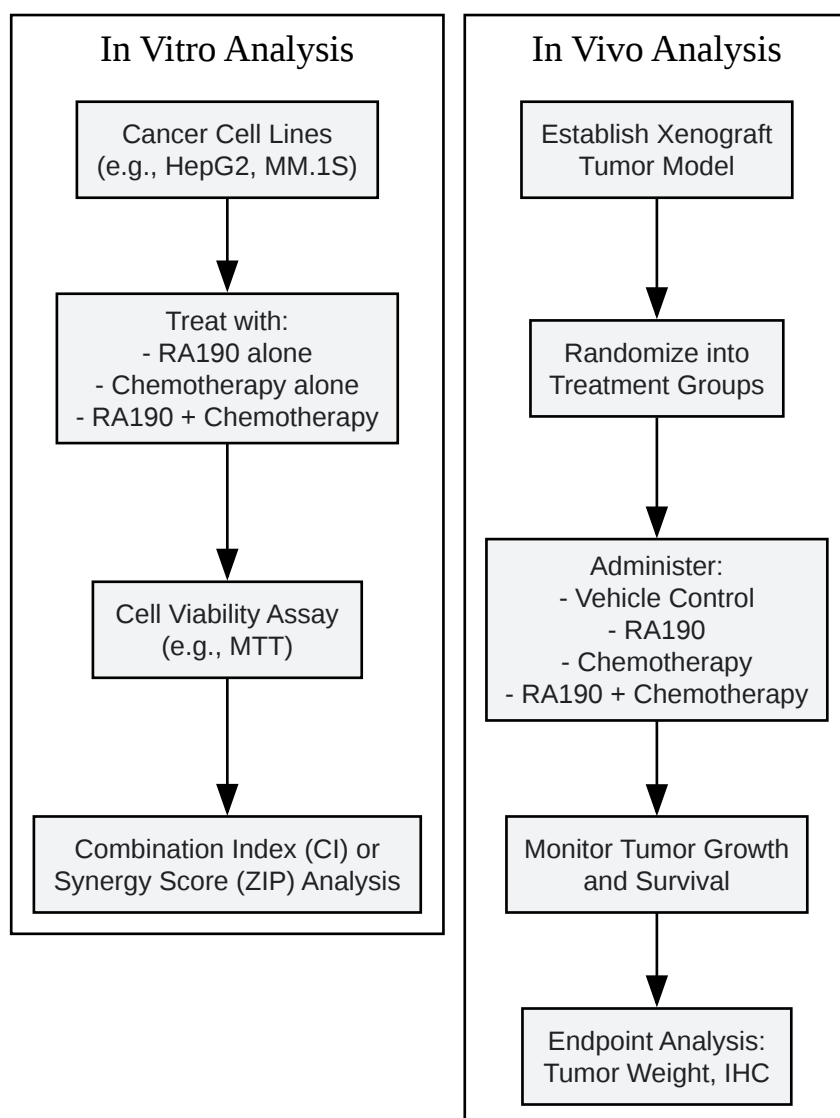 In Vitro Analysis
Cancer Cell Lines
(e.g., HepG2, MM.1S)
Treat with:
- RA190 alone
- Chemotherapy alone
- RA190 + Chemotherapy
Cell Viability Assay
(e.g., MTT)
Combination Index (CI) or
Synergy Score (ZIP) Analysis
In Vivo Analysis
Establish Xenograft
Tumor Model
Randomize into
Treatment Groups
Administer:
- Vehicle Control
- RA190
- Chemotherapy
- RA190 + Chemotherapy
Monitor Tumor Growth
and Survival
Endpoint Analysis:
Tumor Weight, IHC